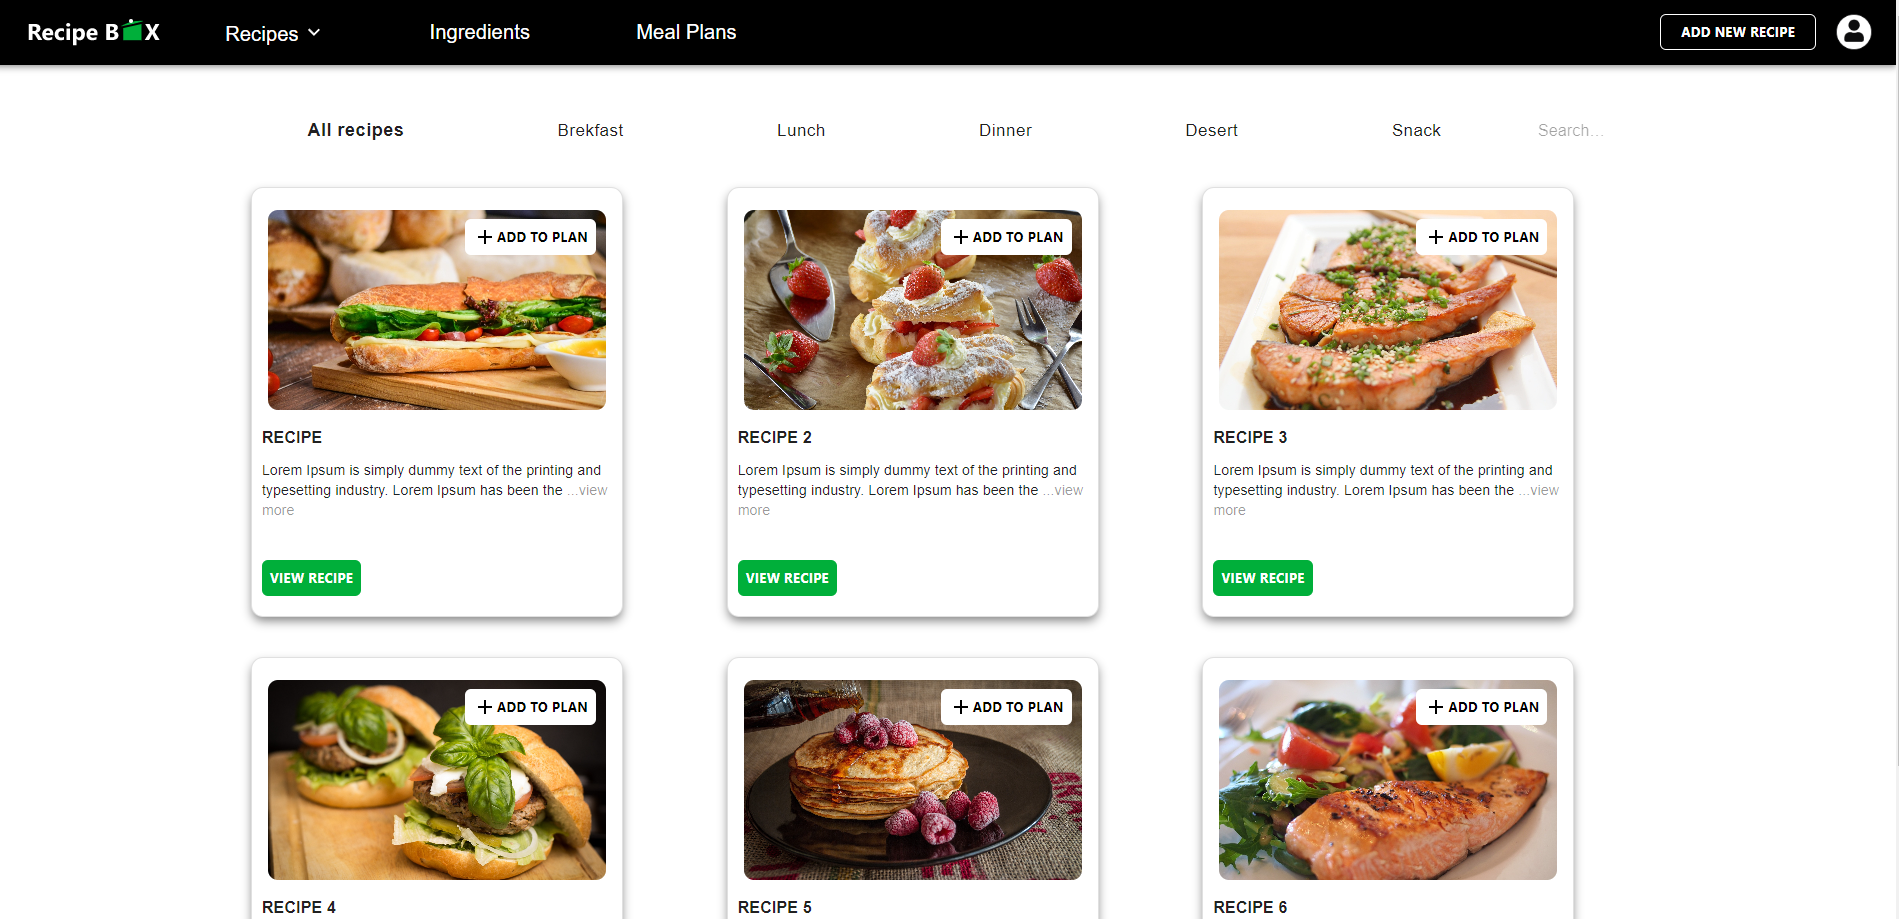 Recipe B X
Recipes
Ingredients
Meal Plans
ADD NEW RECIPE
All recipes
Brekfast
Lunch
Dinner
Desert
Snack
Search...
ADD TO PLAN
RECIPE
Lorem Ipsum is simply dummy text of the printing and
typesetting industry. Lorem Ipsum has been the ...view
more
VIEW RECIPE
ADD TO PLAN
RECIPE 2
Lorem Ipsum is simply dummy text of the printing and
typesetting industry. Lorem Ipsum has been the ...view
more
VIEW RECIPE
ADD TO PLAN
RECIPE 3
Lorem Ipsum is simply dummy text of the printing and
typesetting industry. Lorem Ipsum has been the ...view
more
VIEW RECIPE
ADD TO PLAN
RECIPE 4
ADD TO PLAN
RECIPE 5
ADD TO PLAN
RECIPE 6